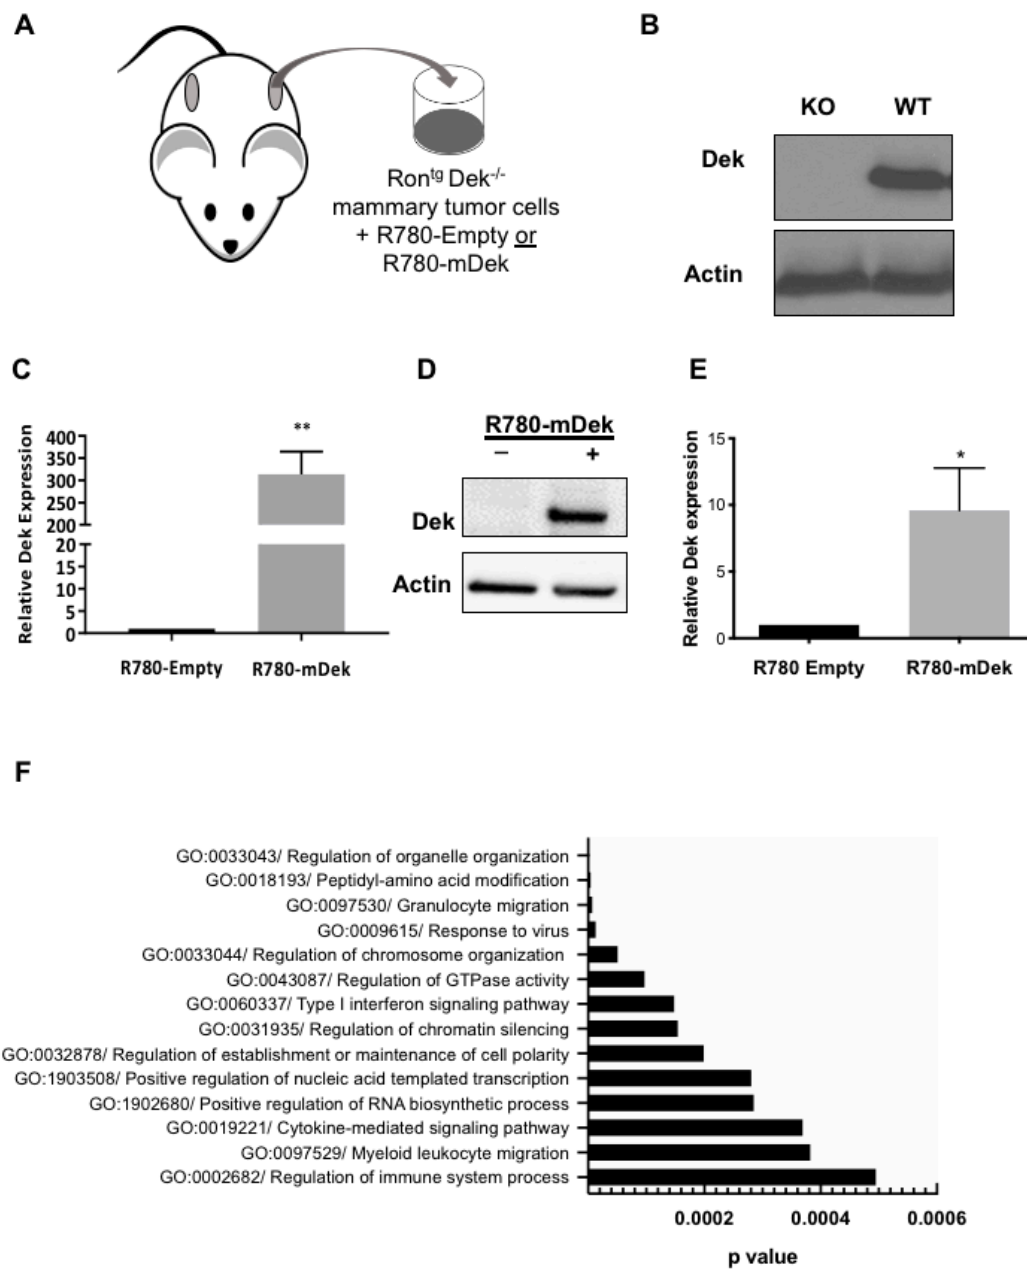 A
Ron^tg Dek^-/-
mammary tumor cells
+ R780-Empty or
R780-mDek
B
KO WT
Dek
Actin
C
Relative Dek Expression
400
350
300
250
200
20
15
10
5
0
**
R780-Empty R780-mDek
D
R780-mDek
– +
Dek
Actin
E
Relative Dek expression
15
10
5
0
*
R780 Empty R780-mDek
F
GO:0033043/ Regulation of organelle organization
GO:0018193/ Peptidyl-amino acid modification
GO:0097530/ Granulocyte migration
GO:0009615/ Response to virus
GO:0033044/ Regulation of chromosome organization
GO:0043087/ Regulation of GTPase activity
GO:0060337/ Type I interferon signaling pathway
GO:0031935/ Regulation of chromatin silencing
GO:0032878/ Regulation of establishment or maintenance of cell polarity
GO:1903508/ Positive regulation of nucleic acid templated transcription
GO:1902680/ Positive regulation of RNA biosynthetic process
GO:0019221/ Cytokine-mediated signaling pathway
GO:0097529/ Myeloid leukocyte migration
GO:0002682/ Regulation of immune system process
0.0002 0.0004 0.0006
p value